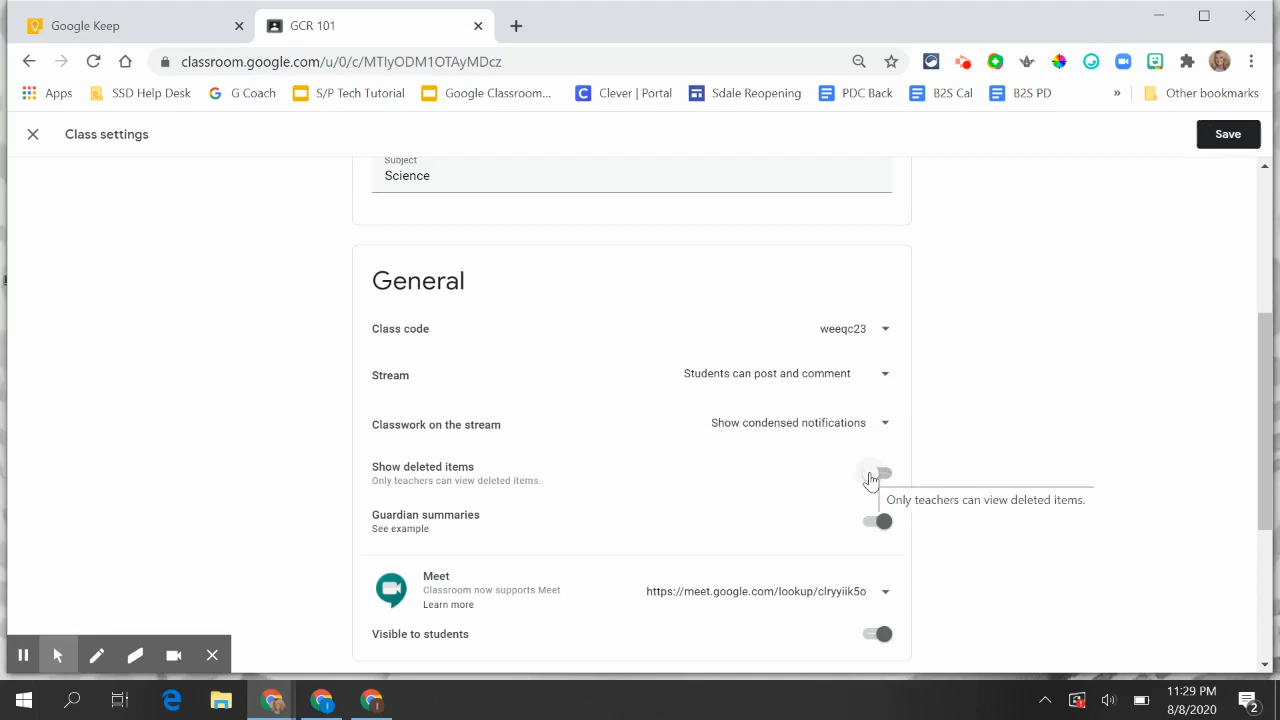 Google Keep
GCR 101
classroom.google.com/u/0/c/MTIyODM1OTAyMDcz
Apps
SSD Help Desk
G Coach
S/P Tech Tutorial
Google Classroom...
Clever | Portal
Sdale Reopening
PDC Back
B2S Cal
B2S PD
»
Other bookmarks
Class settings
Save
Subject
Science
General
Class code
weeqc23
Stream
Students can post and comment
Classwork on the stream
Show condensed notifications
Show deleted items
Only teachers can view deleted items.
Only teachers can view deleted items.
Guardian summaries
See example
Meet
Classroom now supports Meet
https://meet.google.com/lookup/clryyiik5o
Learn more
Visible to students
11:29 PM
8/8/2020
2